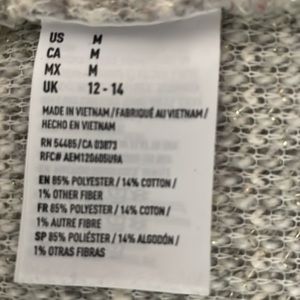 US M
CA M
MX M
UK 12 - 14
MADE IN VIETNAM / FABRIQUÉ AU VIETNAM /
HECHO EN VIETNAM
RN 54485 / CA 03873
RFC# AEM120605U9A
EN 85% POLYESTER / 14% COTTON /
1% OTHER FIBER
FR 85% POLYESTER / 14% COTON /
1% AUTRE FIBRE
SP 85% POLIÉSTER / 14% ALGODÓN /
1% OTRAS FIBRAS